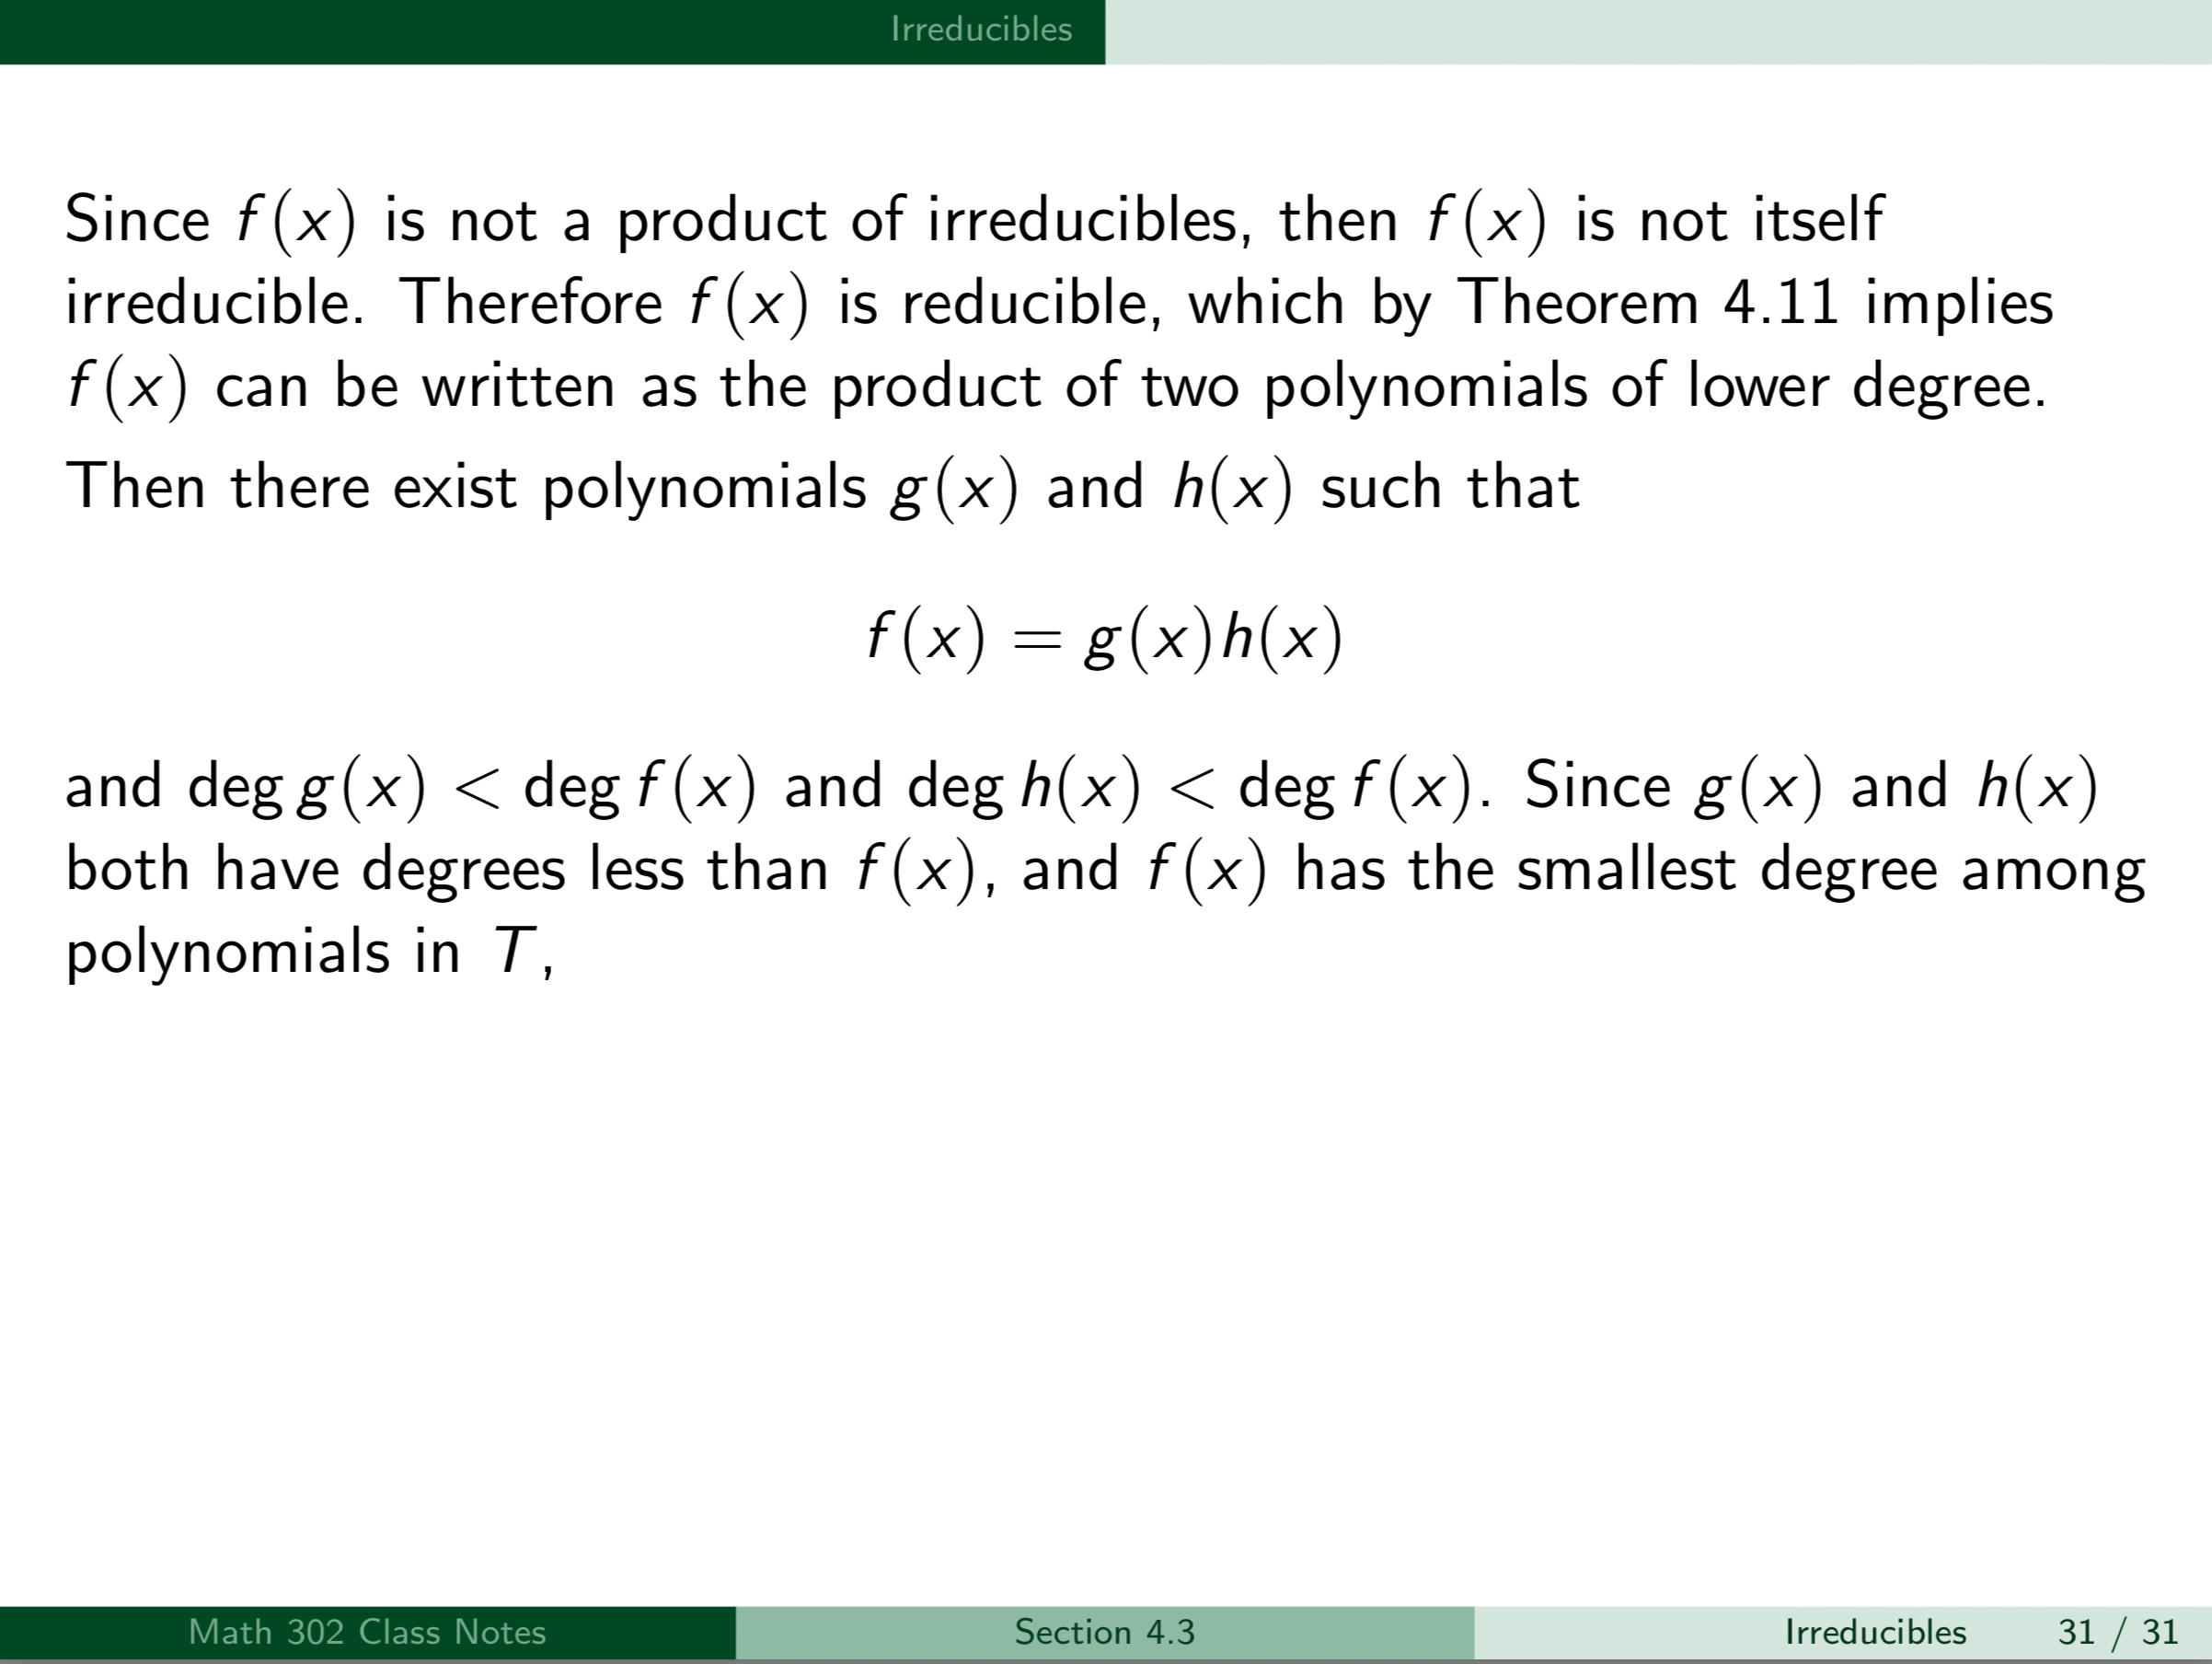 Irreducibles
Since f(x) is not a product of irreducibles, then f(x) is not itself
irreducible. Therefore f(x) is reducible, which by Theorem 4.11 implies
f(x) can be written as the product of two polynomials of lower degree.
Then there exist polynomials g(x) and h(x) such that
f(x) = g(x)h(x)
and deg g(x) < deg f(x) and deg h(x) < deg f(x). Since g(x) and h(x)
both have degrees less than f(x), and f(x) has the smallest degree among
polynomials in T,
Math 302 Class Notes Section 4.3 Irreducibles 31 / 31